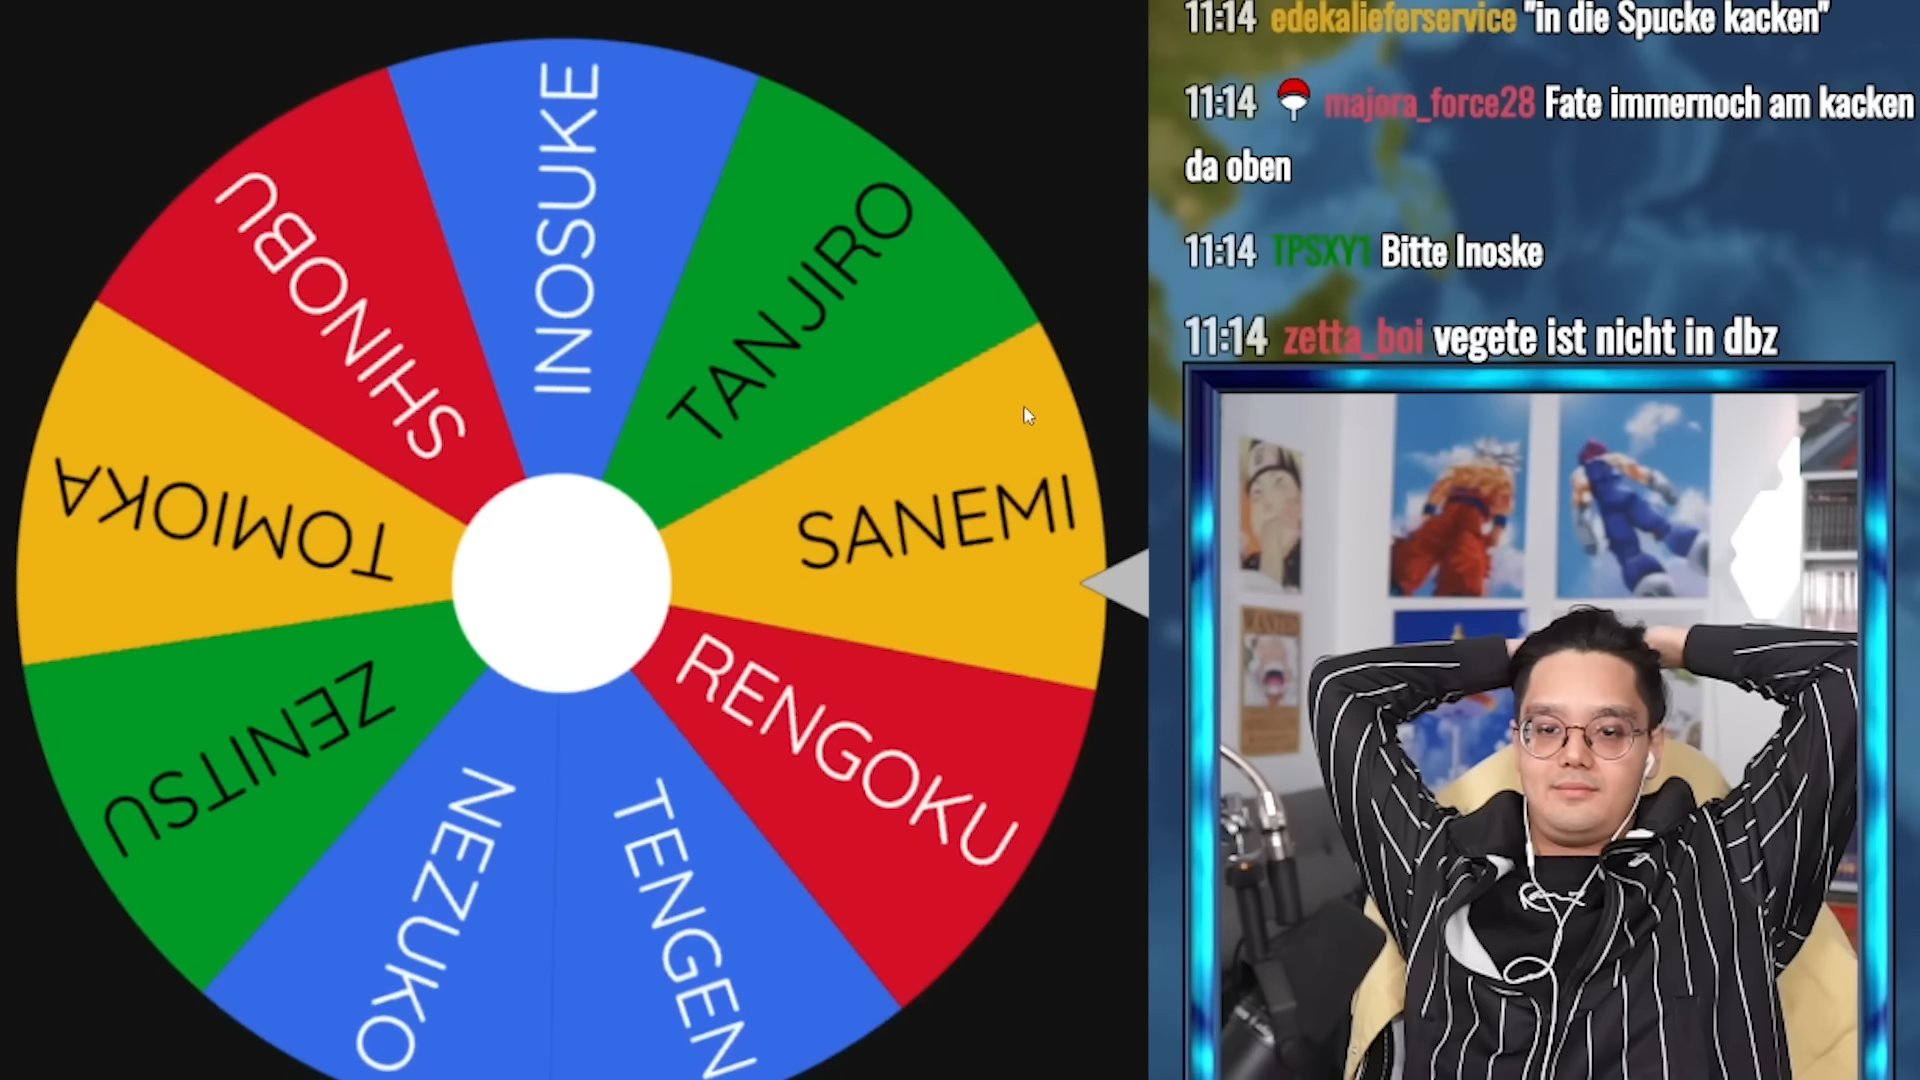 INOSUKE
TANJIRO
SANEMI
RENGOKU
TENGEN
NEZUKO
ZENITSU
TOMIOKA
SHINOBU
11:14 edekalieferservice "in die Spucke kacken"
11:14 majora_force28 Fate immernoch am kacken
da oben
11:14 TPSXY1 Bitte Inoske
11:14 zetta_boi vegete ist nicht in dbz
WANTED